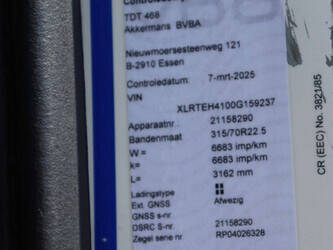 TDT 468
Akkermans BVBA
Nieuwmoersesteenweg 121
B-2910 Essen
Controledatum: 7-mrt-2025
VIN
XLRTEH4100G159237
Apparaatnr.: 21158290
Bandenmaat 315/70R22.5
W = 6683 imp/km
k= 6683 imp/km
L= 3162 mm
Ladingstype
Ext. GNSS Afwezig
GNSS s-nr.
DSRC S-nr. 21158290
Zegel serie nr RP04026328
CR (EEC) No. 3821/85